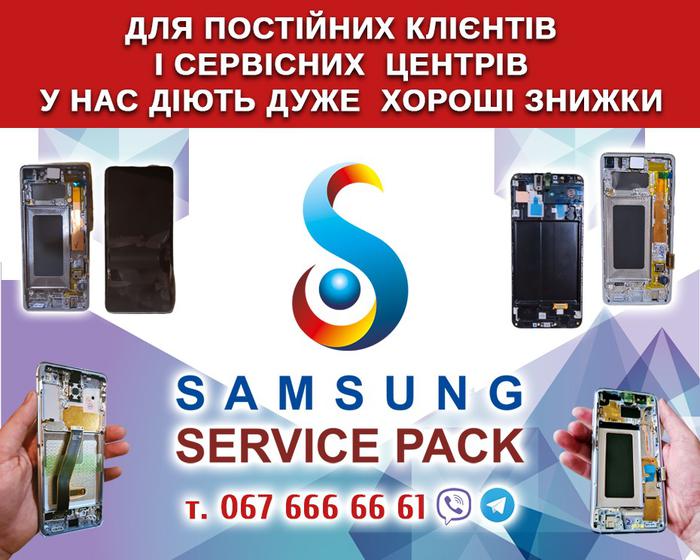 ДЛЯ ПОСТІЙНИХ КЛІЄНТІВ
І СЕРВІСНИХ ЦЕНТРІВ
У НАС ДІЮТЬ ДУЖЕ ХОРОШІ ЗНИЖКИ
SAMSUNG
SERVICE PACK
т. 067 666 66 61